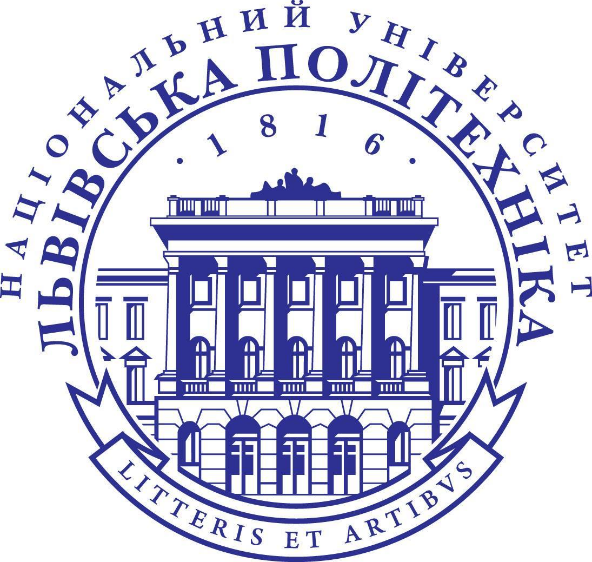 НАЦІОНАЛЬНИЙ УНІВЕРСИТЕТ
ЛЬВІВСЬКА ПОЛІТЕХНІКА
· 1816 ·
LITTERIS ET ARTIBVS